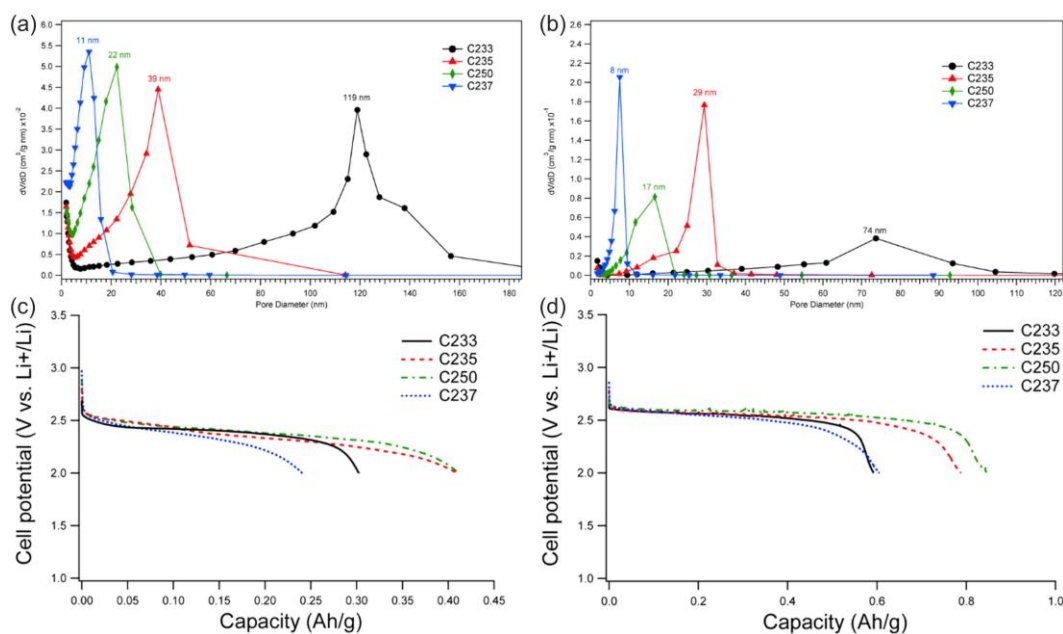 (a)
6.0
5.5
5.0
4.5
4.0
3.5
3.0
2.5
2.0
1.5
1.0
0.5
0.0
dV/dD (cm³/g nm) x10⁻²
11 nm
22 nm
39 nm
119 nm
C233
C235
C250
C237
0 20 40 60 80 100 120 140 160 180
Pore Diameter (nm)
(b)
2.6
2.4
2.2
2.0
1.8
1.6
1.4
1.2
1.0
0.8
0.6
0.4
0.2
0.0
dV/dD (cm³/g nm) x10⁻¹
8 nm
29 nm
17 nm
74 nm
C233
C235
C250
C237
0 10 20 30 40 50 60 70 80 90 100 110 120
Pore Diameter (nm)
(c)
3.5
3.0
2.5
2.0
1.5
1.0
Cell potential (V vs. Li+/Li)
C233
C235
C250
C237
0.00 0.05 0.10 0.15 0.20 0.25 0.30 0.35 0.40 0.45
Capacity (Ah/g)
(d)
3.5
3.0
2.5
2.0
1.5
1.0
Cell potential (V vs. Li+/Li)
C233
C235
C250
C237
0.0 0.2 0.4 0.6 0.8 1.0
Capacity (Ah/g)